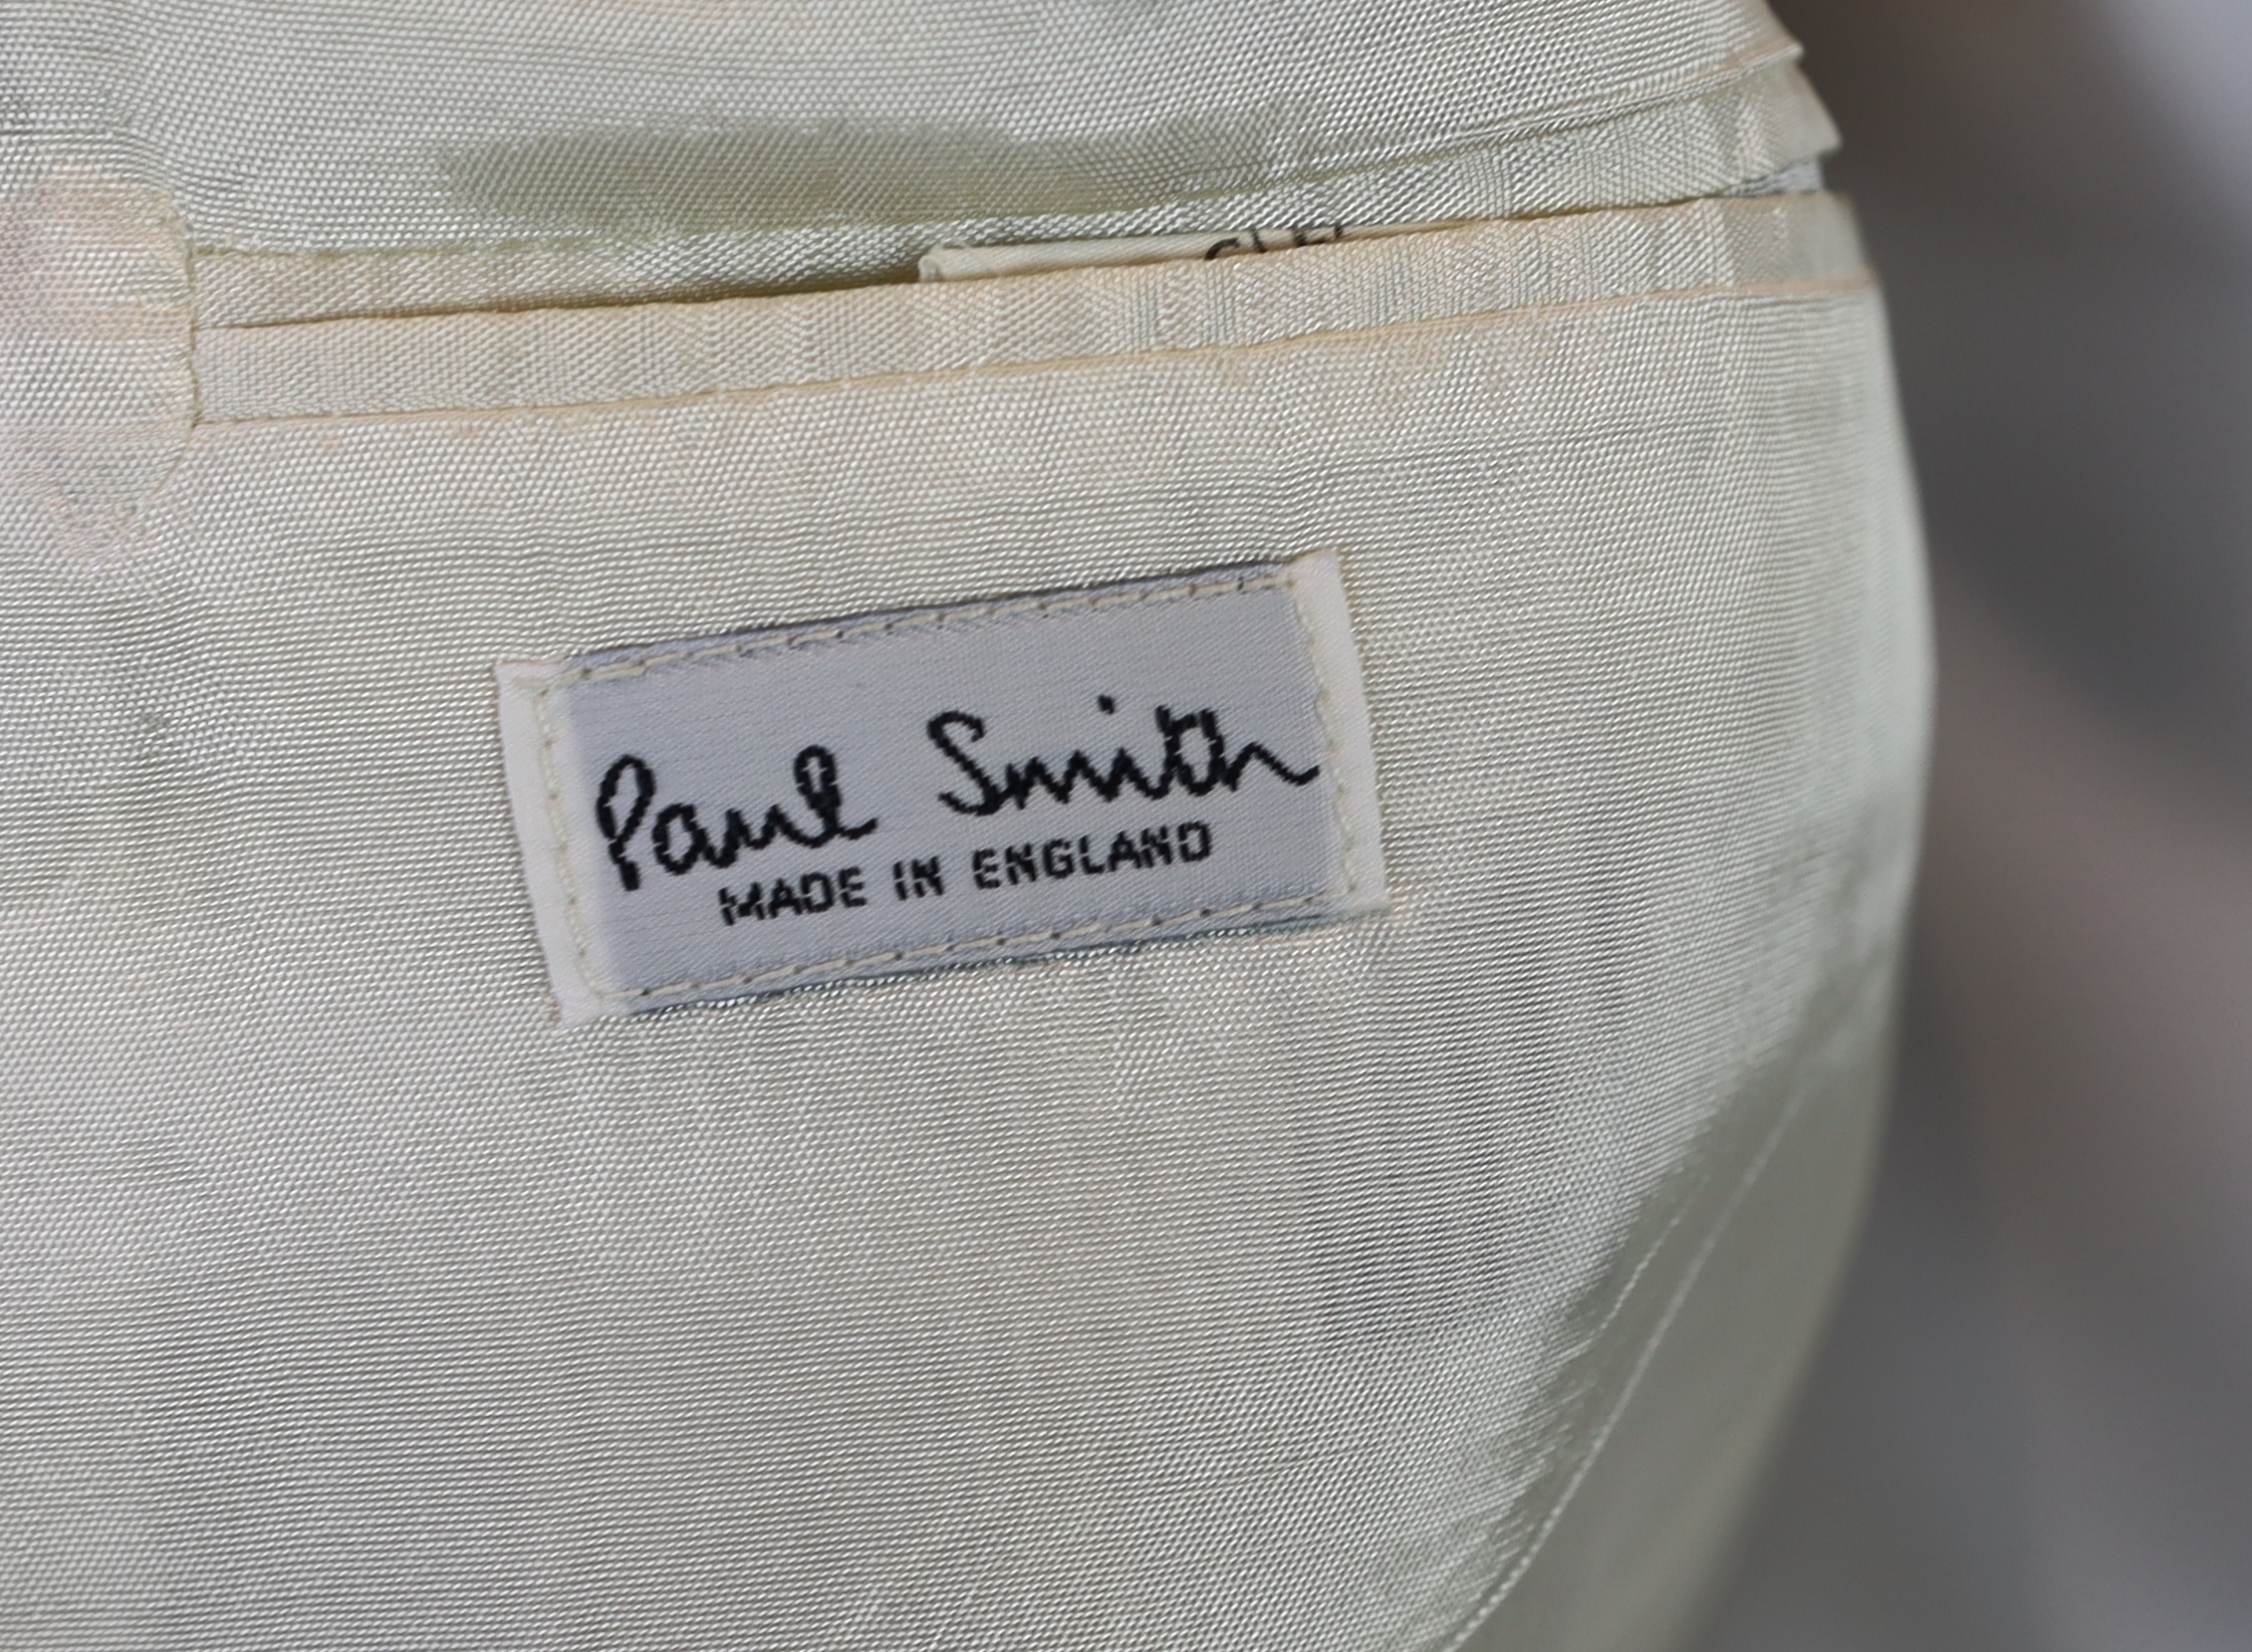 Paul Smith
MADE IN ENGLAND